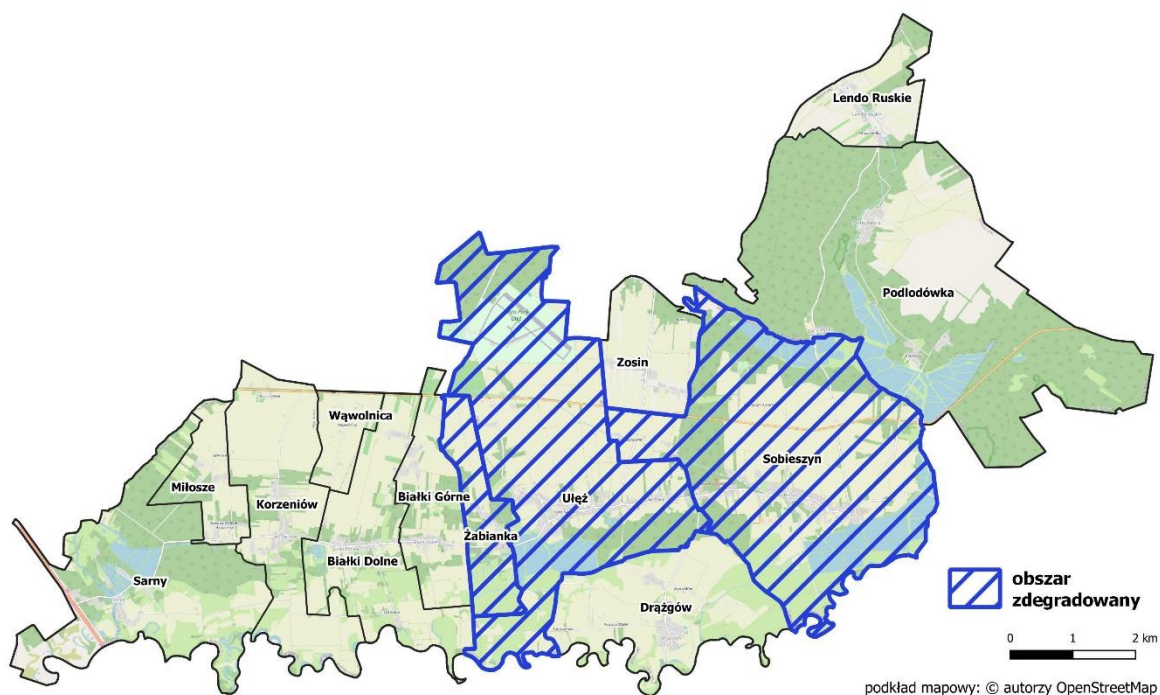 Lendo Ruskie
Podlodówka
Zosin
Wąwolnica
Sobieszyn
Miłosze
Białki Górne
Korzeniów
Ułęż
Żabianka
Białki Dolne
Sarny
Drążgów
obszar
zdegradowany
0 1 2 km
podkład mapowy: © autorzy OpenStreetMap